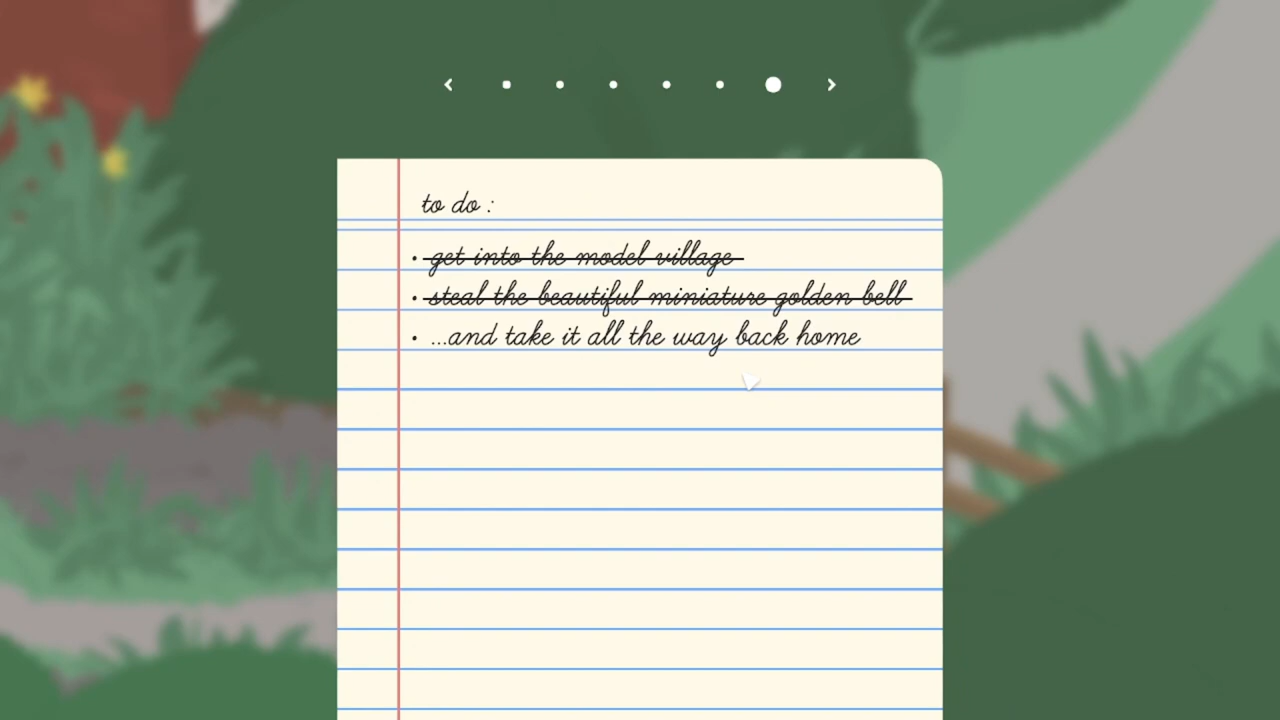 to do :
• get into the model village
• steal the beautiful miniature golden bell
• ...and take it all the way back home